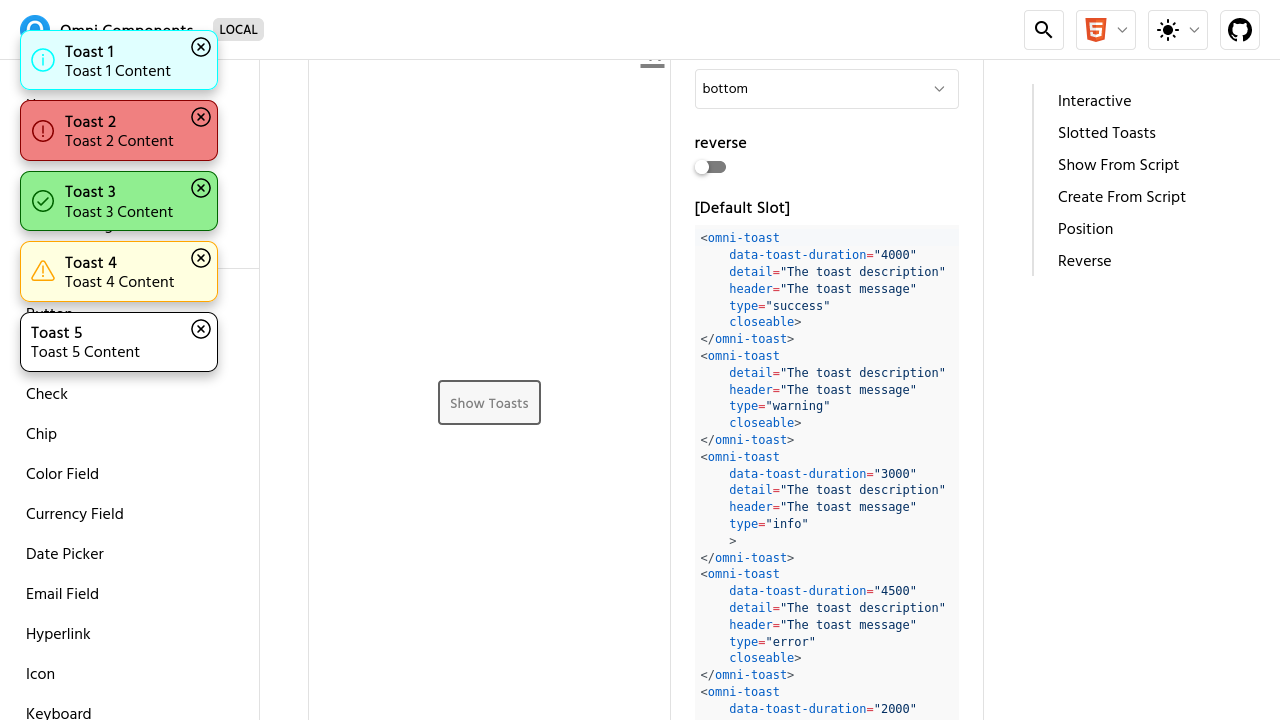 LOCAL
Toast 1
Toast 1 Content
Toast 2
Toast 2 Content
Toast 3
Toast 3 Content
Toast 4
Toast 4 Content
Toast 5
Toast 5 Content
Check
Chip
Color Field
Currency Field
Date Picker
Email Field
Hyperlink
Icon
Keyboard
Show Toasts
bottom
reverse
[Default Slot]
<omni-toast
data-toast-duration="4000"
detail="The toast description"
header="The toast message"
type="success"
closeable>
</omni-toast>
<omni-toast
detail="The toast description"
header="The toast message"
type="warning"
closeable>
</omni-toast>
<omni-toast
data-toast-duration="3000"
detail="The toast description"
header="The toast message"
type="info"
>
</omni-toast>
<omni-toast
data-toast-duration="4500"
detail="The toast description"
header="The toast message"
type="error"
closeable>
</omni-toast>
<omni-toast
data-toast-duration="2000"
Interactive
Slotted Toasts
Show From Script
Create From Script
Position
Reverse